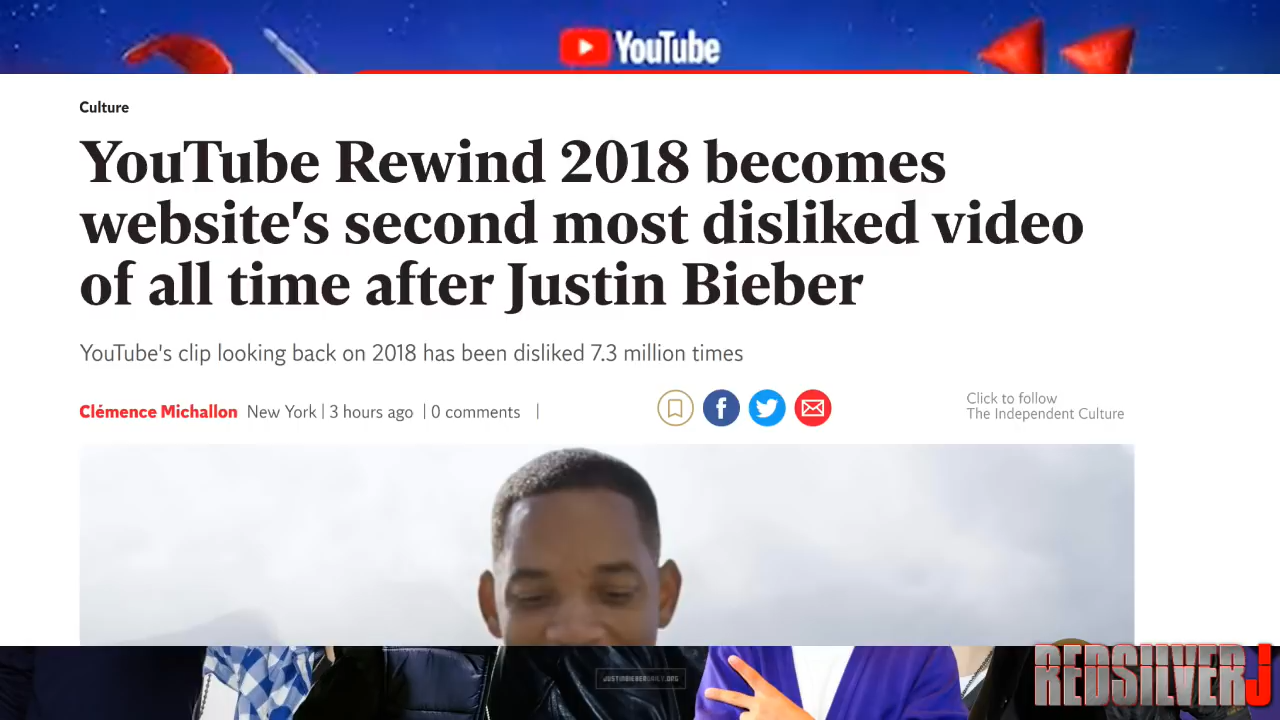 YouTube
Culture
YouTube Rewind 2018 becomes
website's second most disliked video
of all time after Justin Bieber
YouTube's clip looking back on 2018 has been disliked 7.3 million times
Clémence Michallon New York | 3 hours ago | 0 comments |
Click to follow
The Independent Culture
JUSTINBIEBERDAILY.ORG
REDSILVERJ